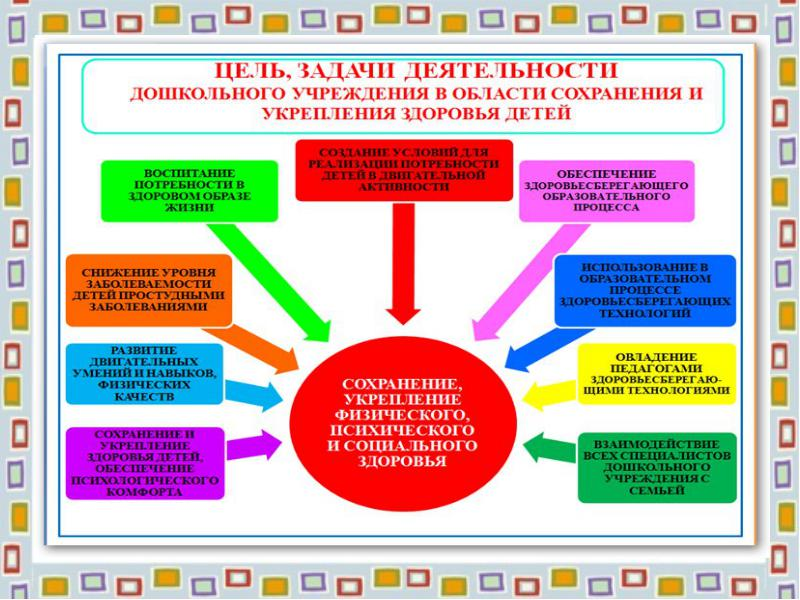 ЦЕЛЬ, ЗАДАЧИ ДЕЯТЕЛЬНОСТИ
ДОШКОЛЬНОГО УЧРЕЖДЕНИЯ В ОБЛАСТИ СОХРАНЕНИЯ И
УКРЕПЛЕНИЯ ЗДОРОВЬЯ ДЕТЕЙ
СОЗДАНИЕ УСЛОВИЙ ДЛЯ
РЕАЛИЗАЦИИ ПОТРЕБНОСТИ
ДЕТЕЙ В ДВИГАТЕЛЬНОЙ
АКТИВНОСТИ
ВОСПИТАНИЕ
ПОТРЕБНОСТИ В
ЗДОРОВОМ ОБРАЗЕ
ЖИЗНИ
ОБЕСПЕЧЕНИЕ
ЗДОРОВЬЕСБЕРЕГАЮЩЕГО
ОБРАЗОВАТЕЛЬНОГО
ПРОЦЕССА
СНИЖЕНИЕ УРОВНЯ
ЗАБОЛЕВАЕМОСТИ
ДЕТЕЙ ПРОСТУДНЫМИ
ЗАБОЛЕВАНИЯМИ
ИСПОЛЬЗОВАНИЕ В
ОБРАЗОВАТЕЛЬНОМ
ПРОЦЕССЕ
ЗДОРОВЬЕСБЕРЕГАЮЩИХ
ТЕХНОЛОГИЙ
РАЗВИТИЕ
ДВИГАТЕЛЬНЫХ
УМЕНИЙ И НАВЫКОВ,
ФИЗИЧЕСКИХ
КАЧЕСТВ
ОВЛАДЕНИЕ
ПЕДАГОГАМИ
ЗДОРОВЬЕСБЕРЕГАЮ-
ЩИМИ ТЕХНОЛОГИЯМИ
СОХРАНЕНИЕ,
УКРЕПЛЕНИЕ
ФИЗИЧЕСКОГО,
ПСИХИЧЕСКОГО
И СОЦИАЛЬНОГО
ЗДОРОВЬЯ
СОХРАНЕНИЕ И
УКРЕПЛЕНИЕ
ЗДОРОВЬЯ ДЕТЕЙ,
ОБЕСПЕЧЕНИЕ
ПСИХОЛОГИЧЕСКОГО
КОМФОРТА
ВЗАИМОДЕЙСТВИЕ
ВСЕХ СПЕЦИАЛИСТОВ
ДОШКОЛЬНОГО
УЧРЕЖДЕНИЯ С
СЕМЬЕЙ